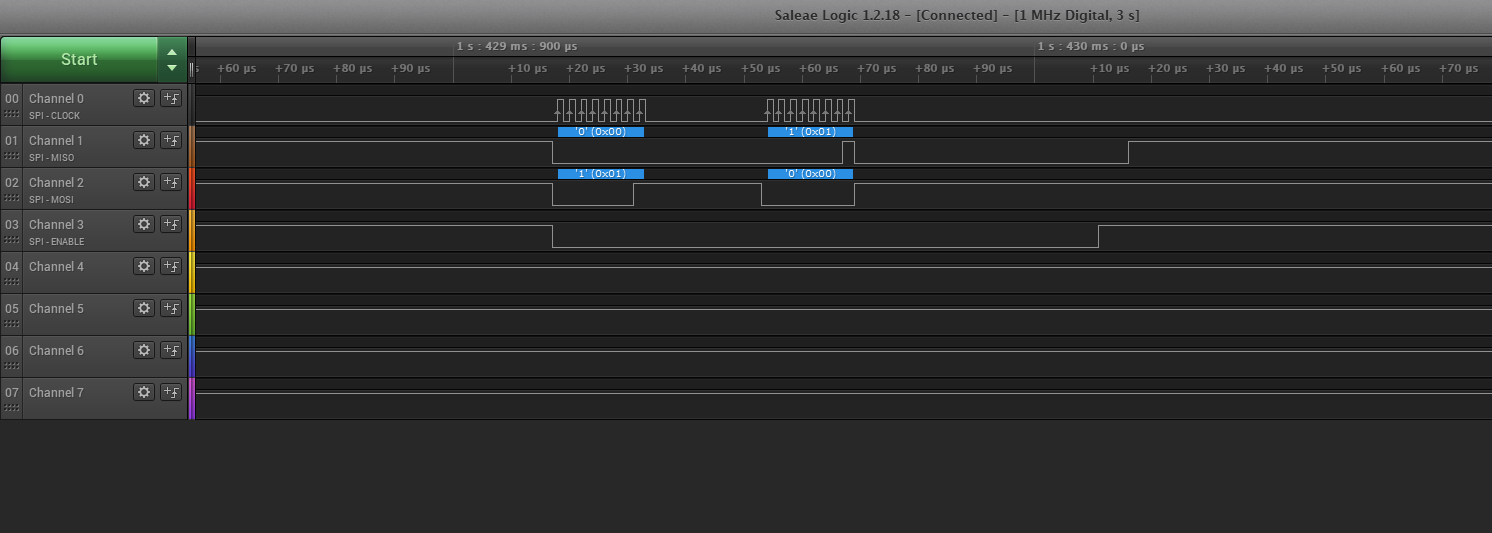 Saleae Logic 1.2.18 – [Connected] – [1 MHz Digital, 3 s]
Start
1 s : 429 ms : 900 µs
1 s : 430 ms : 0 µs
+60 µs +70 µs +80 µs +90 µs +10 µs +20 µs +30 µs +40 µs +50 µs +60 µs +70 µs +80 µs +90 µs +10 µs +20 µs +30 µs +40 µs +50 µs +60 µs +70 µs
00 Channel 0
SPI - CLOCK
'0' (0x00) '1' (0x01)
01 Channel 1
SPI - MISO
'1' (0x01) '0' (0x00)
02 Channel 2
SPI - MOSI
03 Channel 3
SPI - ENABLE
04 Channel 4
05 Channel 5
06 Channel 6
07 Channel 7